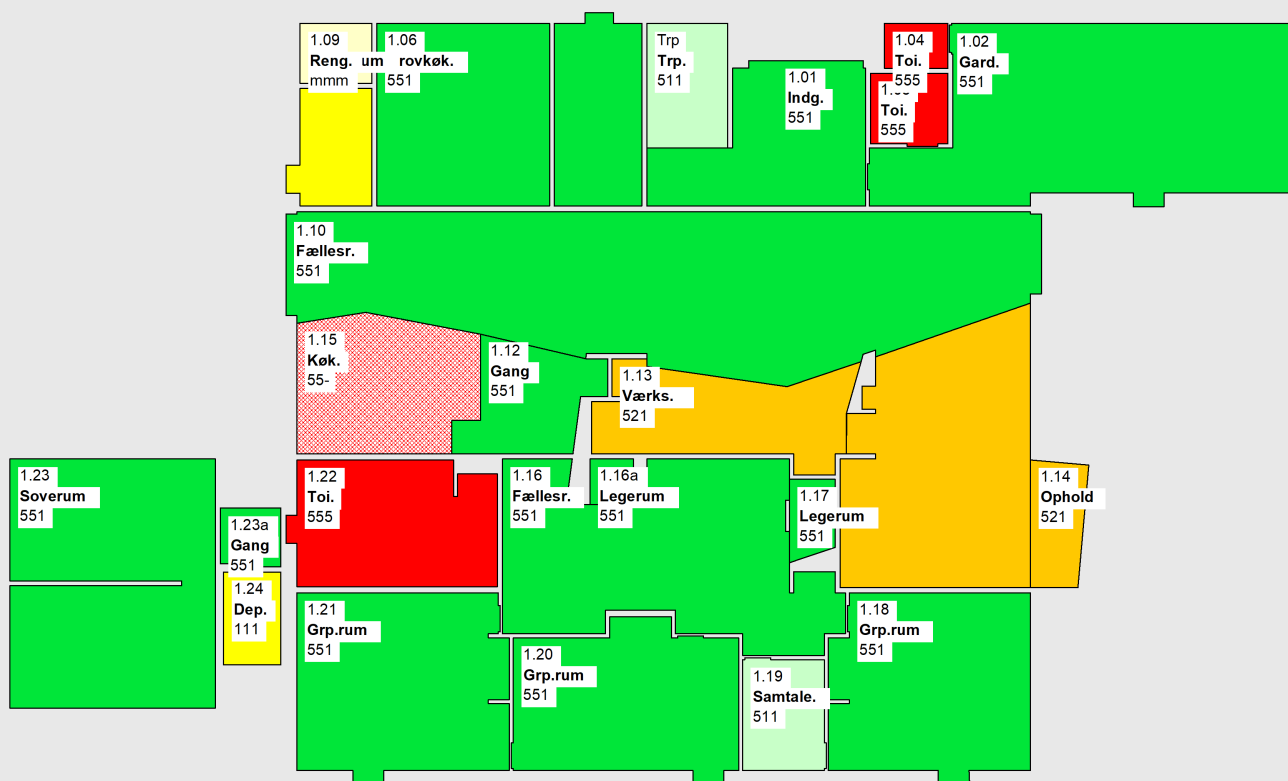 1.09
Reng.
mmm
um
1.06
rovkøk.
551
Trp
Trp.
511
1.01
Indg.
551
1.04
Toi.
555
Toi.
555
1.02
Gard.
551
1.10
Fællesr.
551
1.15
Køk.
55-
1.12
Gang
551
1.13
Værks.
521
1.23
Soverum
551
1.23a
Gang
551
1.24
Dep.
111
1.22
Toi.
555
1.16
Fællesr.
551
1.16a
Legerum
551
1.17
Legerum
551
1.14
Ophold
521
1.21
Grp.rum
551
1.20
Grp.rum
551
1.19
Samtale.
511
1.18
Grp.rum
551